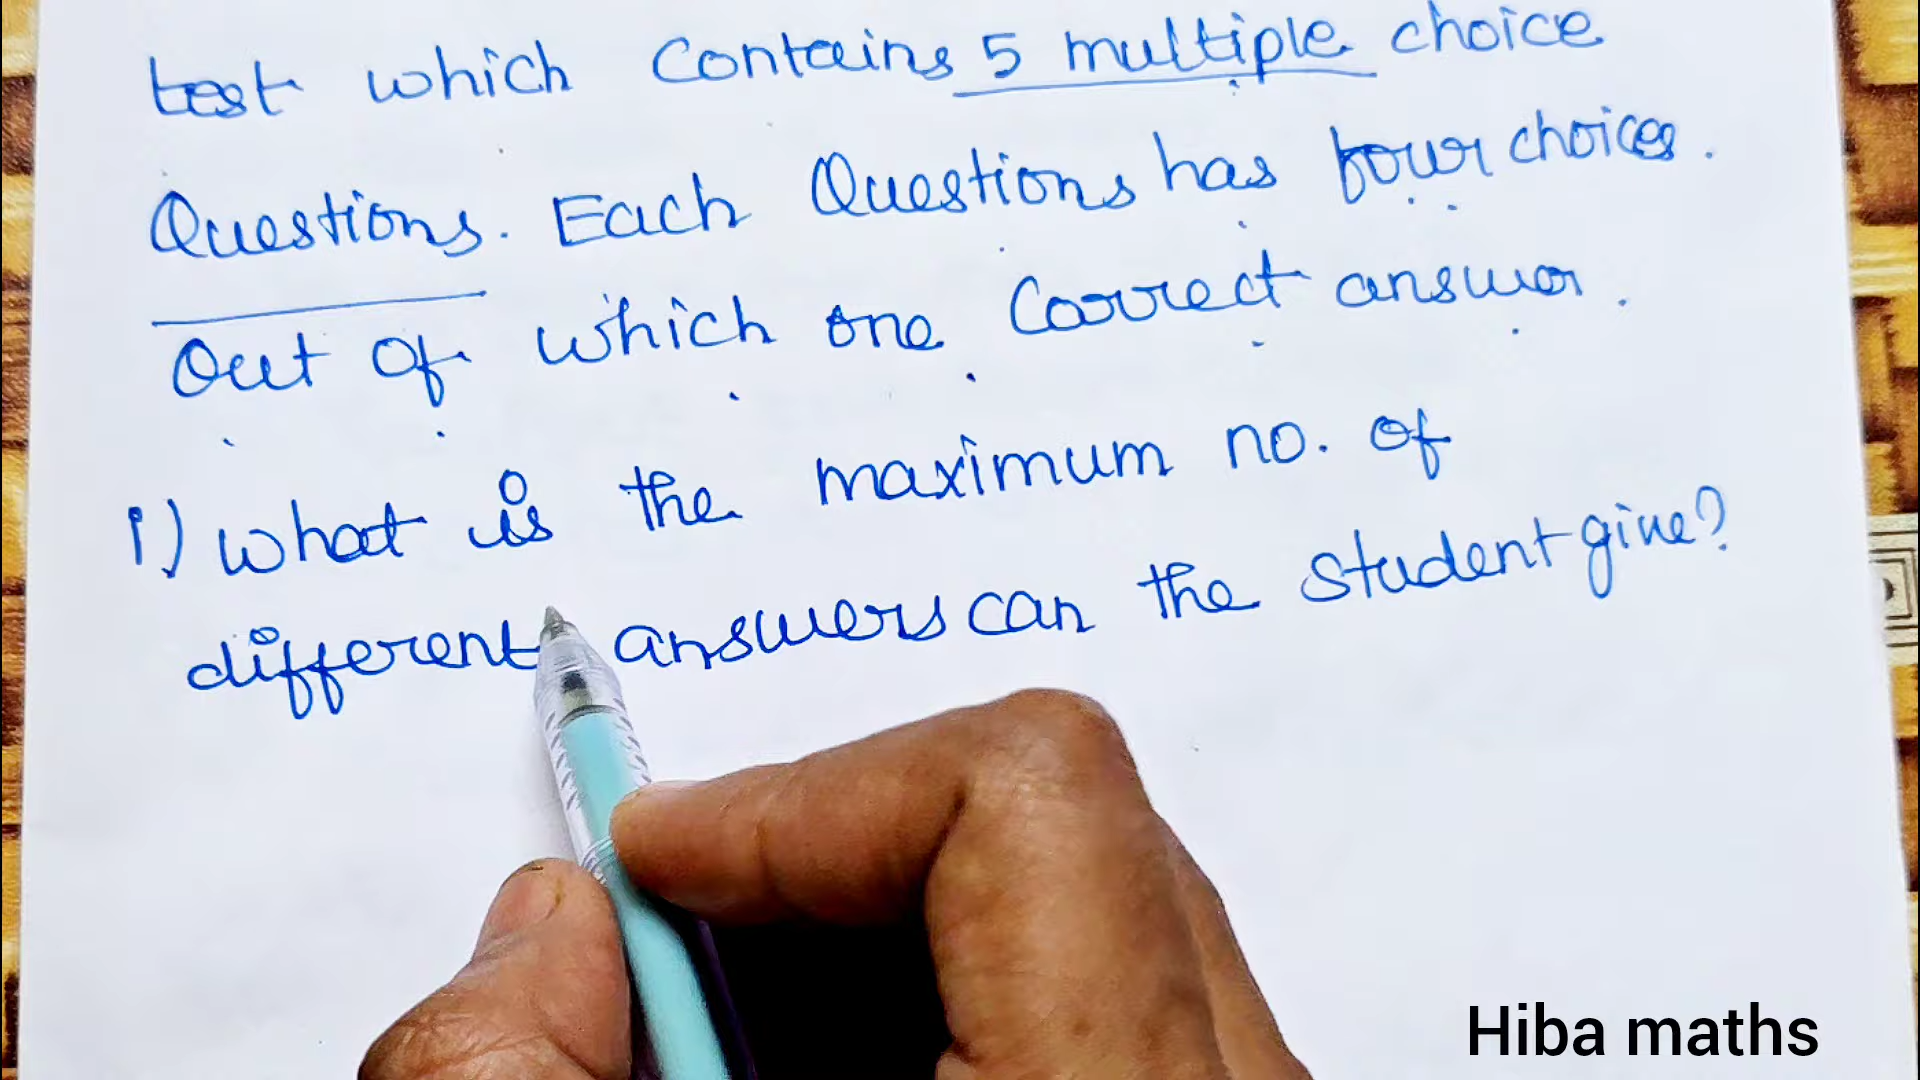 test which contains 5 multiple choice
Questions. Each Questions has four choices.
Out of which one Correct answer.
i) what is the maximum no. of
different answers can the student give?
Hiba maths